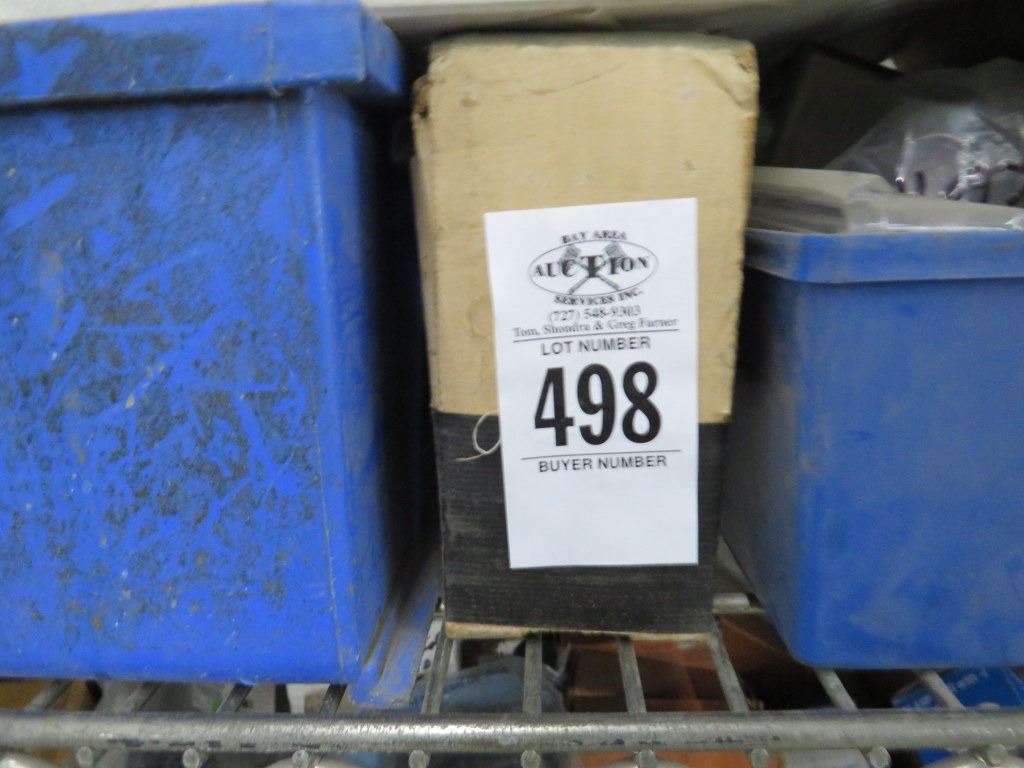 BAY AREA
AUCTION
SERVICES INC.
(727) 548-9303
Tom, Shondra & Greg Farner
LOT NUMBER
498
BUYER NUMBER